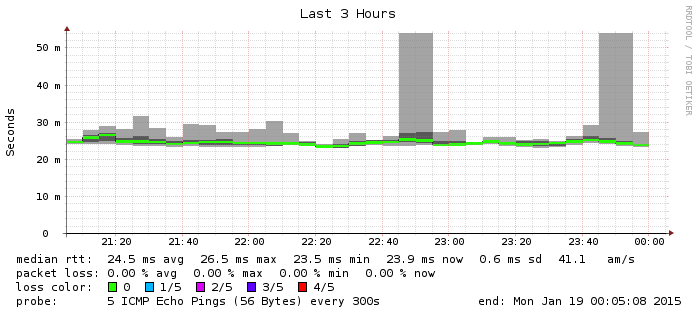 Last 3 Hours
RRDTOOL / TOBI OETIKER
Seconds
50 m
40 m
30 m
20 m
10 m
0
21:20 21:40 22:00 22:20 22:40 23:00 23:20 23:40 00:00
median rtt: 24.5 ms avg 26.5 ms max 23.5 ms min 23.9 ms now 0.6 ms sd 41.1 am/s
packet loss: 0.00 % avg 0.00 % max 0.00 % min 0.00 % now
loss color: 0 1/5 2/5 3/5 4/5
probe: 5 ICMP Echo Pings (56 Bytes) every 300s end: Mon Jan 19 00:05:08 2015